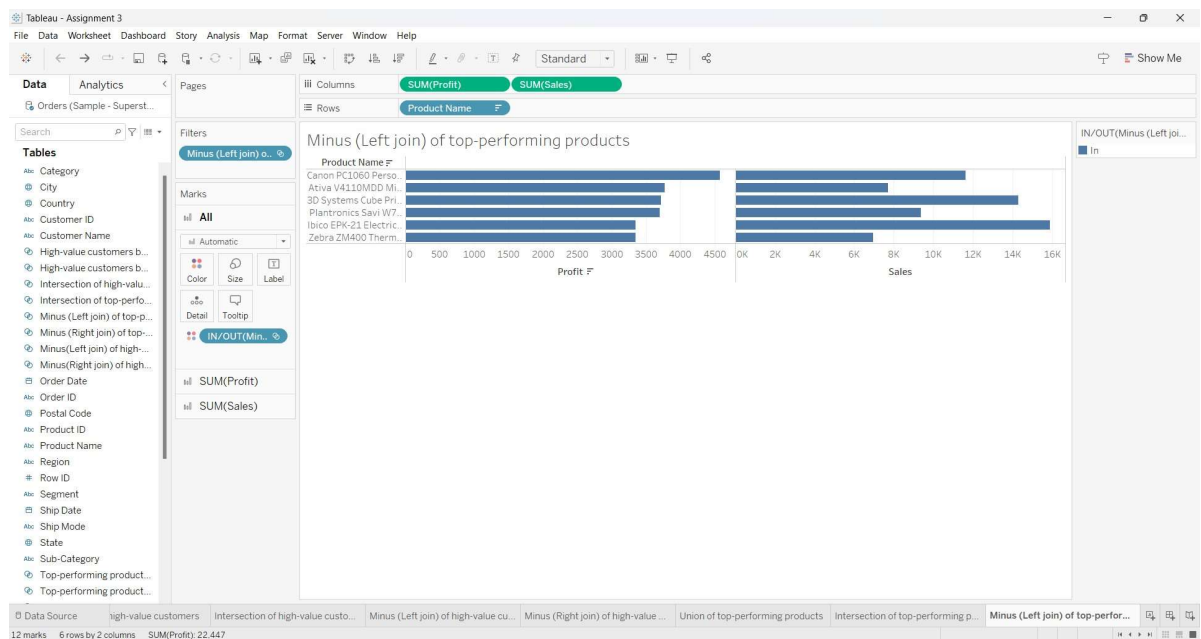 Tableau - Assignment 3
File Data Worksheet Dashboard Story Analysis Map Format Server Window Help
Standard
Show Me
Data Analytics
Orders (Sample - Superst...
Search
Tables
Category
City
Country
Customer ID
Customer Name
High-value customers b...
High-value customers b...
Intersection of high-valu...
Intersection of top-perfo...
Minus (Left join) of top-p...
Minus (Right join) of top-...
Minus(Left join) of high-...
Minus(Right join) of high...
Order Date
Order ID
Postal Code
Product ID
Product Name
Region
Row ID
Segment
Ship Date
Ship Mode
State
Sub-Category
Top-performing product...
Top-performing product...
Pages
Filters
Minus (Left join) o..
Marks
All
Automatic
Color Size Label
Detail Tooltip
IN/OUT(Min..
SUM(Profit)
SUM(Sales)
Columns SUM(Profit) SUM(Sales)
Rows Product Name
Minus (Left join) of top-performing products
Product Name
Canon PC1060 Perso..
Ativa V4110MDD Mi..
3D Systems Cube Pri..
Plantronics Savi W7..
Ibico EPK-21 Electric..
Zebra ZM400 Therm..
0 500 1000 1500 2000 2500 3000 3500 4000 4500 0K 2K 4K 6K 8K 10K 12K 14K 16K
Profit Sales
IN/OUT(Minus (Left joi...
In
Data Source high-value customers Intersection of high-value custo... Minus (Left join) of high-value cu... Minus (Right join) of high-value ... Union of top-performing products Intersection of top-performing p... Minus (Left join) of top-perfor...
12 marks 6 rows by 2 columns SUM(Profit): 22,447